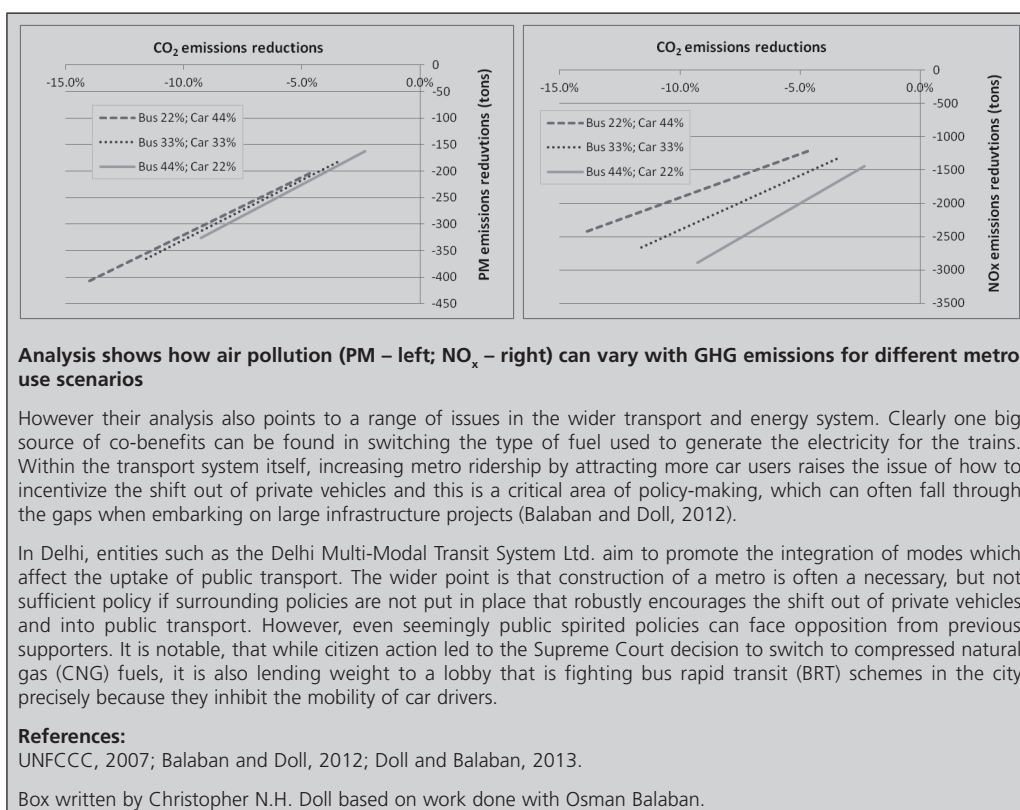 CO2 emissions reductions
-15.0% -10.0% -5.0% 0.0%
0
-50
-100
-150
-200
-250
-300
-350
-400
-450
PM emissions reduvtions (tons)
Bus 22%; Car 44%
Bus 33%; Car 33%
Bus 44%; Car 22%
CO2 emissions reductions
-15.0% -10.0% -5.0% 0.0%
0
-500
-1000
-1500
-2000
-2500
-3000
-3500
NOx emissions reductions (tons)
Bus 22%; Car 44%
Bus 33%; Car 33%
Bus 44%; Car 22%
Analysis shows how air pollution (PM – left; NOx – right) can vary with GHG emissions for different metro
use scenarios
However their analysis also points to a range of issues in the wider transport and energy system. Clearly one big
source of co-benefits can be found in switching the type of fuel used to generate the electricity for the trains.
Within the transport system itself, increasing metro ridership by attracting more car users raises the issue of how to
incentivize the shift out of private vehicles and this is a critical area of policy-making, which can often fall through
the gaps when embarking on large infrastructure projects (Balaban and Doll, 2012).
In Delhi, entities such as the Delhi Multi-Modal Transit System Ltd. aim to promote the integration of modes which
affect the uptake of public transport. The wider point is that construction of a metro is often a necessary, but not
sufficient policy if surrounding policies are not put in place that robustly encourages the shift out of private vehicles
and into public transport. However, even seemingly public spirited policies can face opposition from previous
supporters. It is notable, that while citizen action led to the Supreme Court decision to switch to compressed natural
gas (CNG) fuels, it is also lending weight to a lobby that is fighting bus rapid transit (BRT) schemes in the city
precisely because they inhibit the mobility of car drivers.
References:
UNFCCC, 2007; Balaban and Doll, 2012; Doll and Balaban, 2013.
Box written by Christopher N.H. Doll based on work done with Osman Balaban.